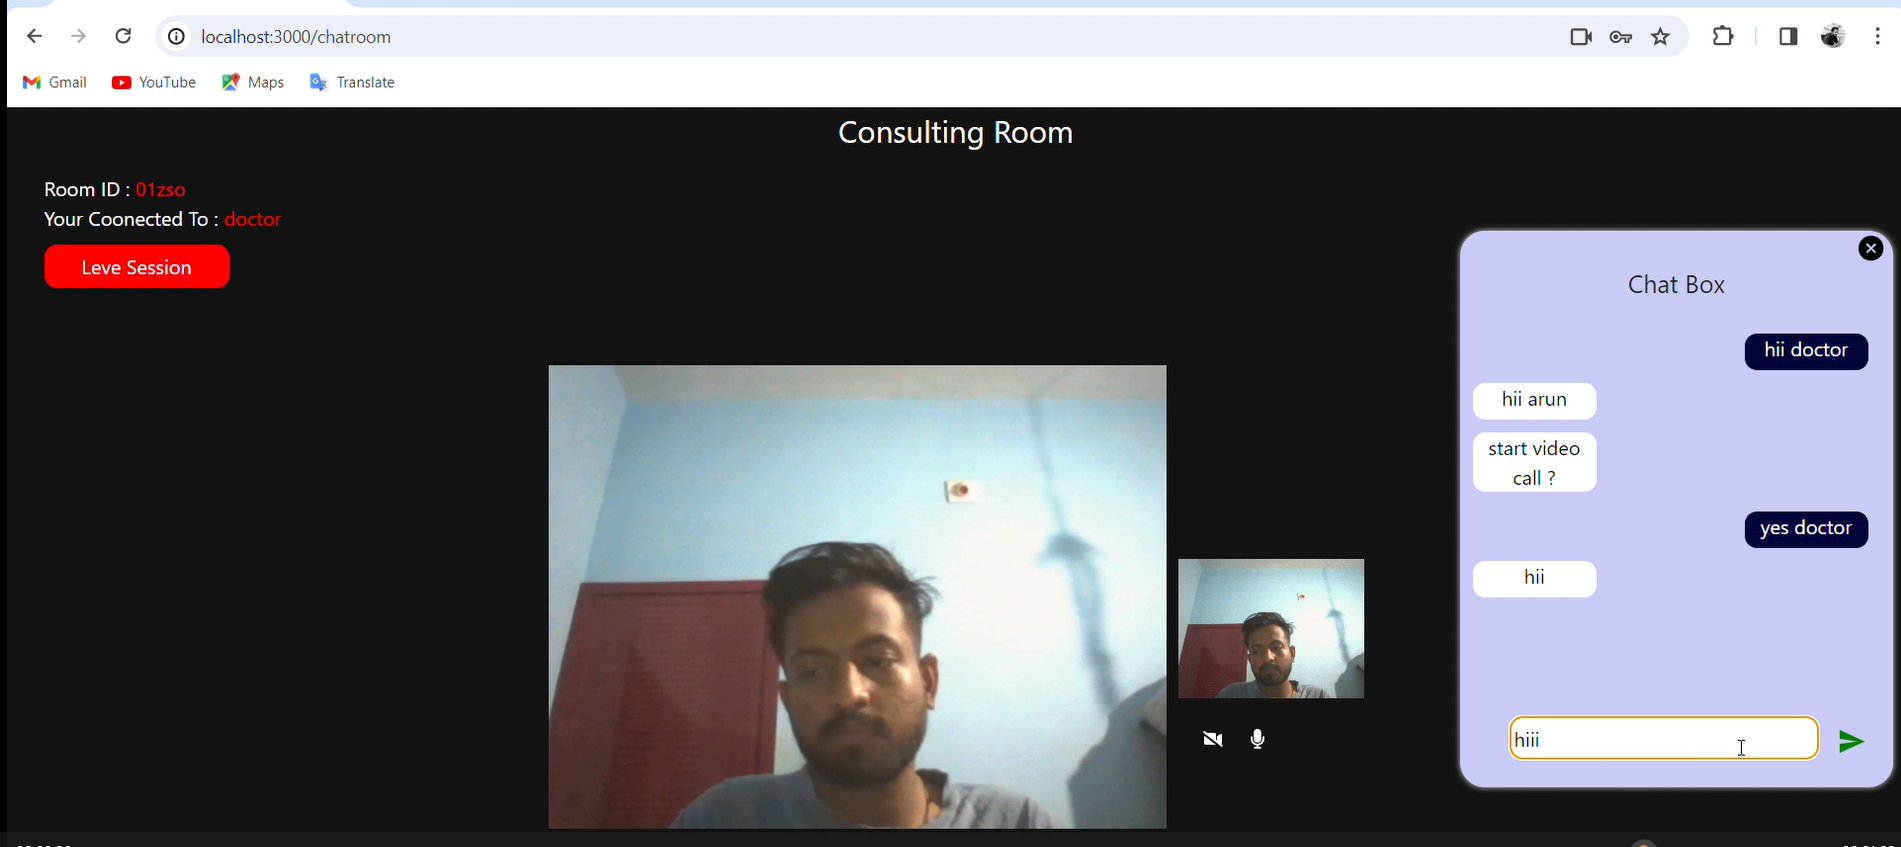 localhost:3000/chatroom
Gmail YouTube Maps Translate
Consulting Room
Room ID : 01zso
Your Coonected To : doctor
Leve Session
Chat Box
hii doctor
hii arun
start video
call ?
yes doctor
hii
hiii